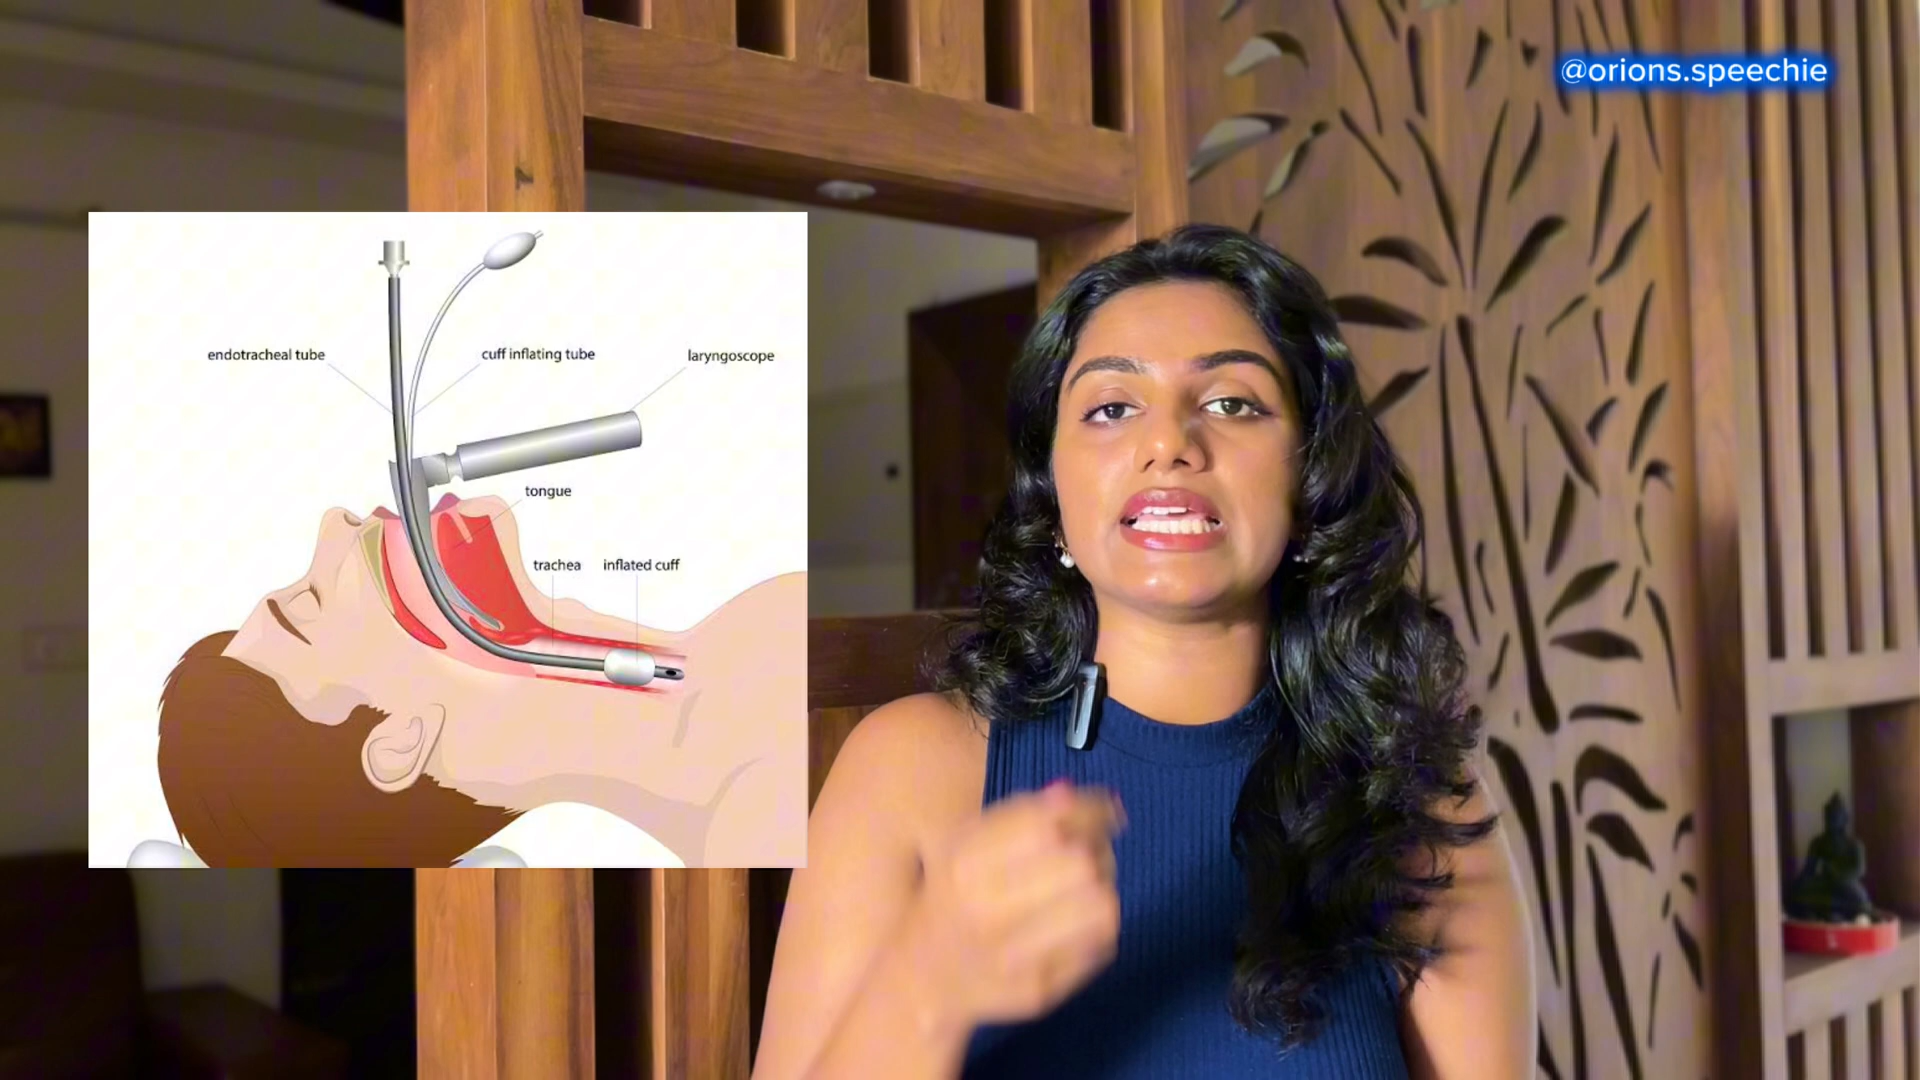 @orions.speechie
endotracheal tube
cuff inflating tube
laryngoscope
tongue
trachea
inflated cuff